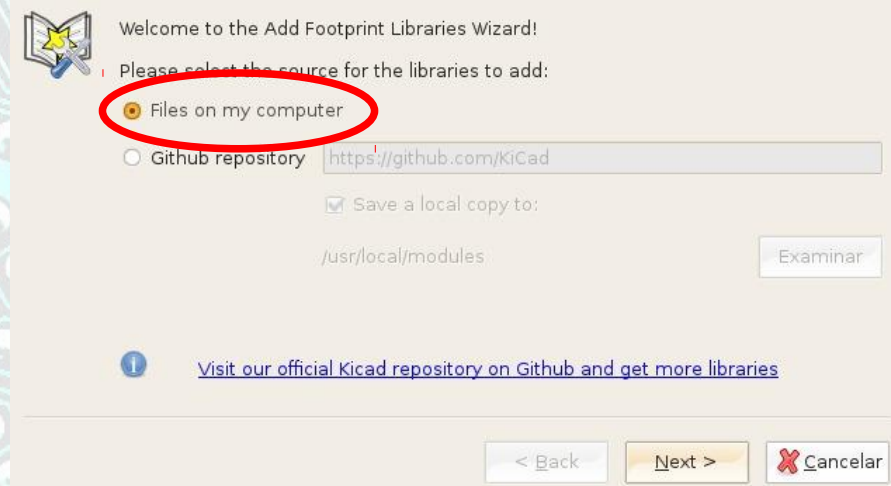 Welcome to the Add Footprint Libraries Wizard!
Please select the source for the libraries to add:
Files on my computer
Github repository https://github.com/KiCad
Save a local copy to:
/usr/local/modules Examinar
Visit our official Kicad repository on Github and get more libraries
< Back Next > Cancelar